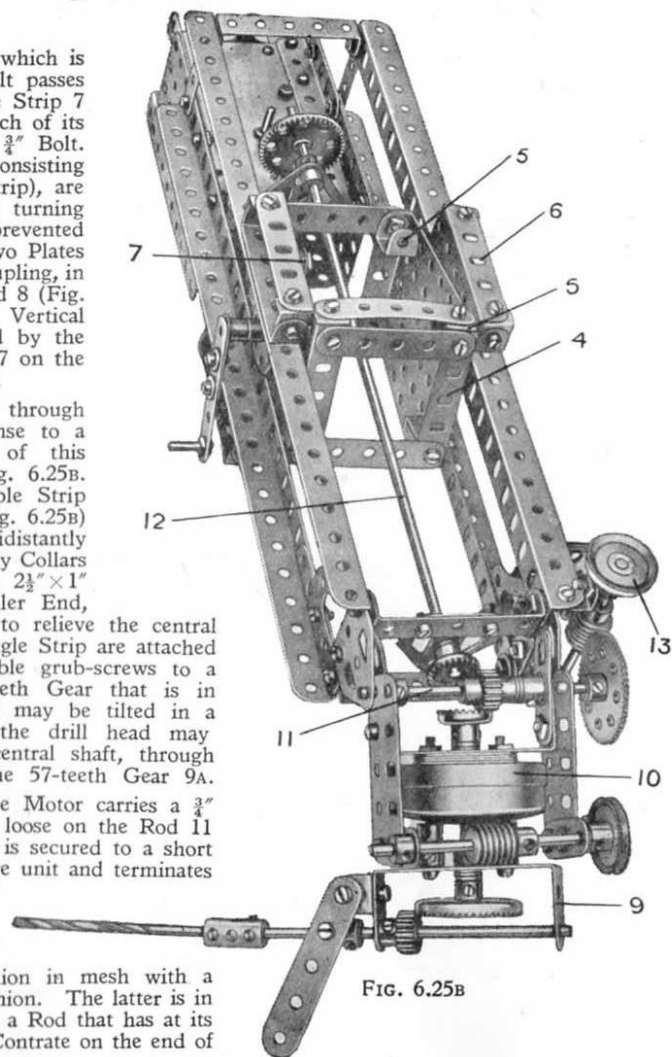 which is
lt passes
e Strip 7
ch of its
¾″ Bolt.
onsisting
trip), are
turning
prevented
wo Plates
upling, in
d 8 (Fig.
Vertical
d by the
7 on the
through
nse to a
of this
g. 6.25B.
ble Strip
g. 6.25B)
idistantly
y Collars
2½″ × 1″
ler End,
to relieve the central
gle Strip are attached
ble grub-screws to a
eeth Gear that is in
may be tilted in a
the drill head may
central shaft, through
he 57-teeth Gear 9A.
e Motor carries a ¾″
loose on the Rod 11
is secured to a short
re unit and terminates
nion in mesh with a
nion. The latter is in
a Rod that has at its
Contrate on the end of
5
6
7
5
4
12
13
11
10
9
FIG. 6.25B